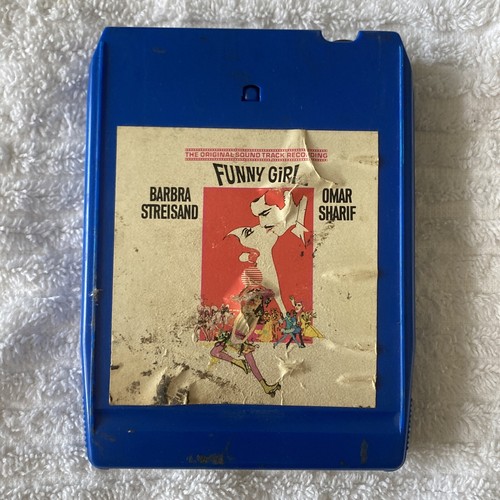 THE ORIGINAL SOUND TRACK RECORDING
FUNNY GiRL
BARBRA
STREISAND
OMAR
SHARIF